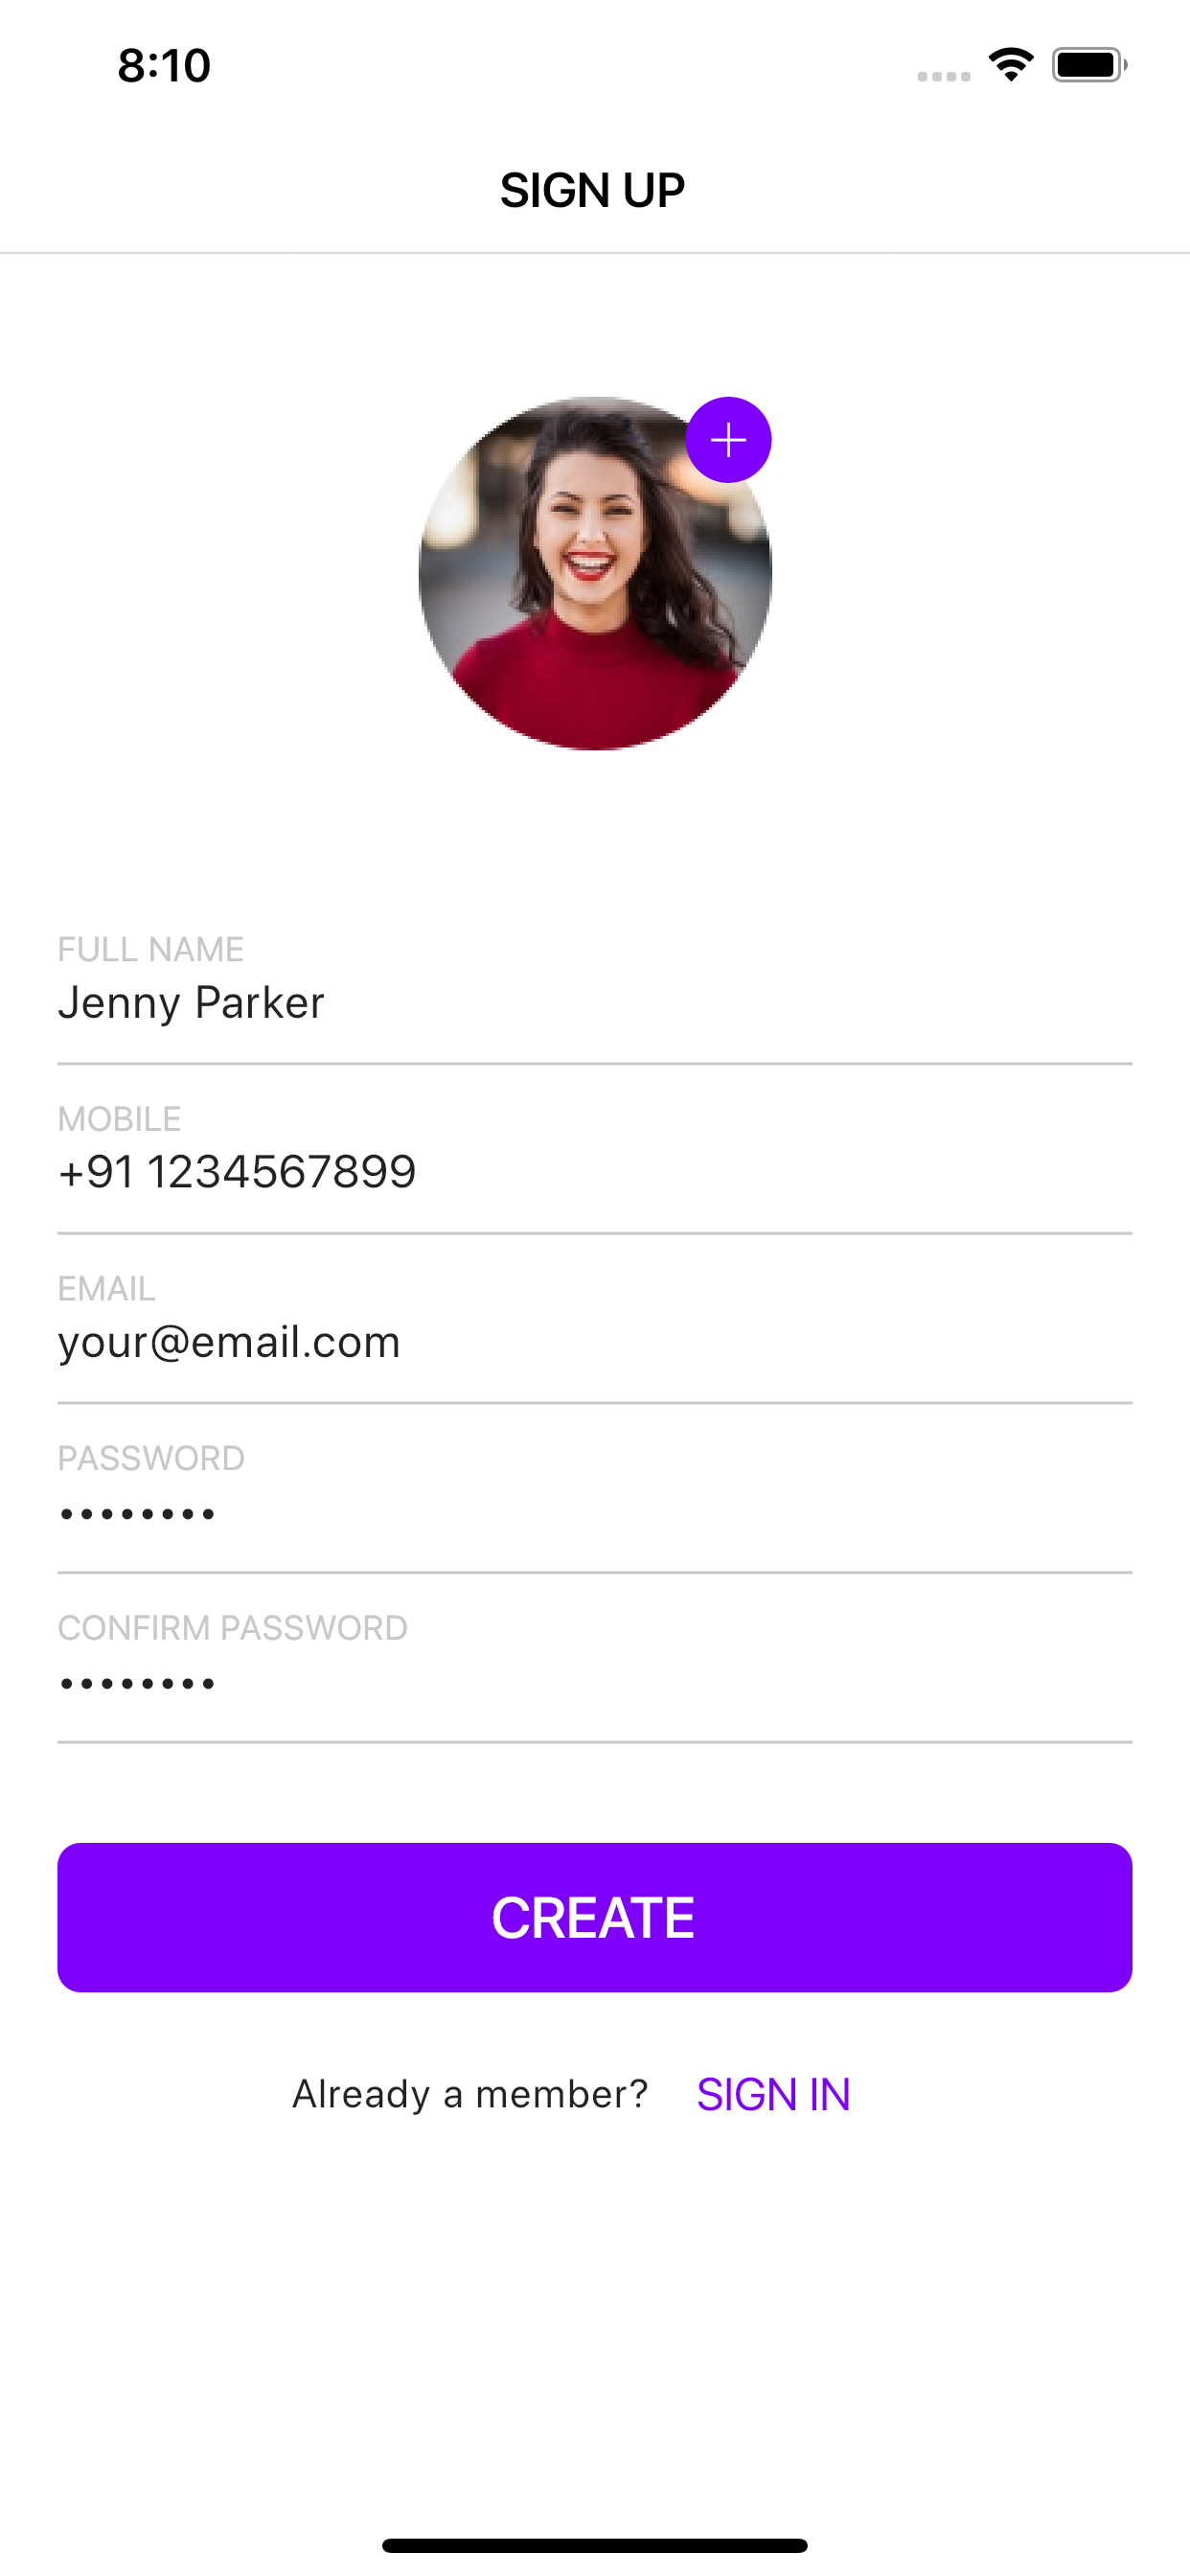 8:10
SIGN UP
FULL NAME
Jenny Parker
MOBILE
+91 1234567899
EMAIL
your@email.com
PASSWORD
••••••••
CONFIRM PASSWORD
••••••••
CREATE
Already a member? SIGN IN